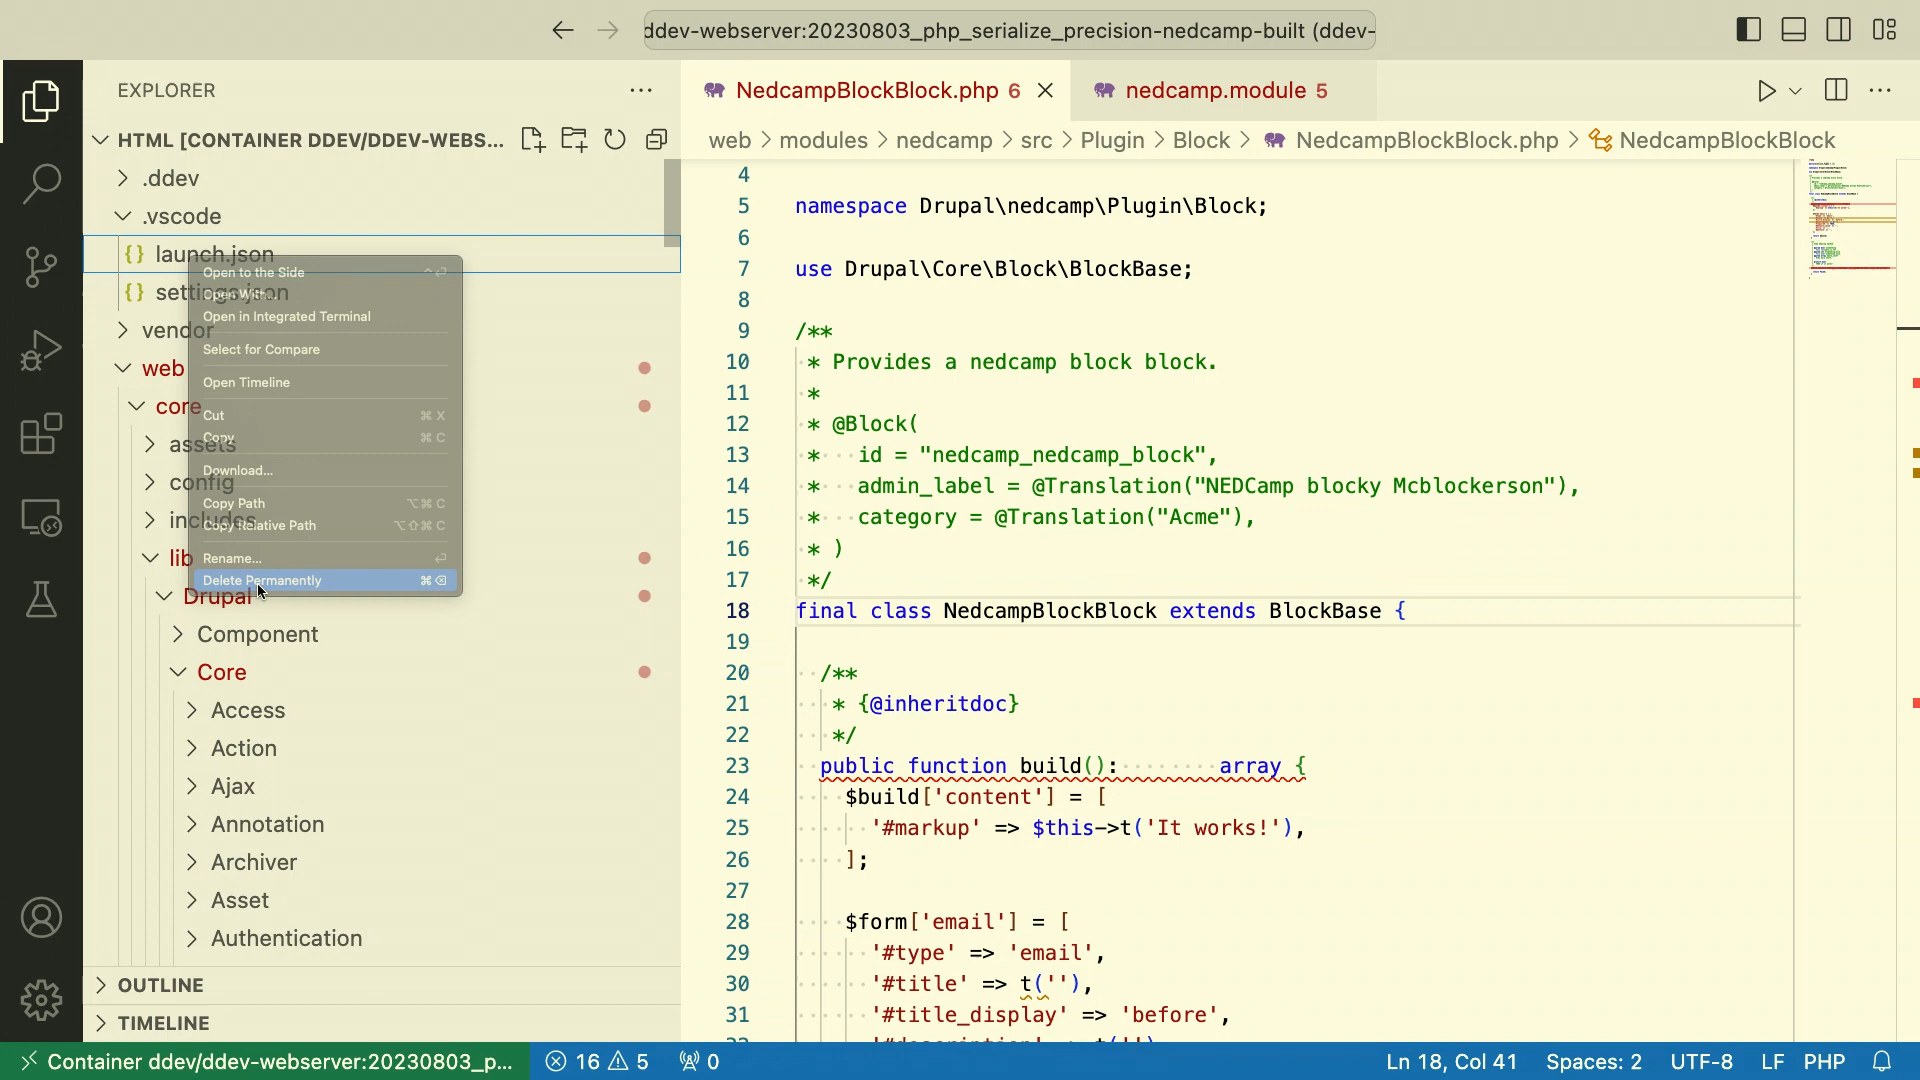 ddev-webserver:20230803_php_serialize_precision-nedcamp-built (ddev-
EXPLORER
NedcampBlockBlock.php 6
nedcamp.module 5
HTML [CONTAINER DDEV/DDEV-WEBS...
web > modules > nedcamp > src > Plugin > Block > NedcampBlockBlock.php > NedcampBlockBlock
.ddev
.vscode
launch.json
settings.json
vendor
web
core
assets
config
includes
lib
Drupal
Component
Core
Access
Action
Ajax
Annotation
Archiver
Asset
Authentication
OUTLINE
TIMELINE
Open to the Side ^⏎
Open With...
Open in Integrated Terminal
Select for Compare
Open Timeline
Cut ⌘ X
Copy ⌘ C
Download...
Copy Path ⌥⌘ C
Copy Relative Path ⌥⇧⌘ C
Rename... ⏎
Delete Permanently ⌘⌫
4
5 namespace Drupal\nedcamp\Plugin\Block;
6
7 use Drupal\Core\Block\BlockBase;
8
9 /**
10 * Provides a nedcamp block block.
11 *
12 * @Block(
13 * id = "nedcamp_nedcamp_block",
14 * admin_label = @Translation("NEDCamp blocky Mcblockerson"),
15 * category = @Translation("Acme"),
16 * )
17 */
18 final class NedcampBlockBlock extends BlockBase {
19
20 /**
21 * {@inheritdoc}
22 */
23 public function build(): array {
24 $build['content'] = [
25 '#markup' => $this->t('It works!'),
26 ];
27
28 $form['email'] = [
29 '#type' => 'email',
30 '#title' => t(''),
31 '#title_display' => 'before',
Container ddev/ddev-webserver:20230803_p... 16 5 0 Ln 18, Col 41 Spaces: 2 UTF-8 LF PHP